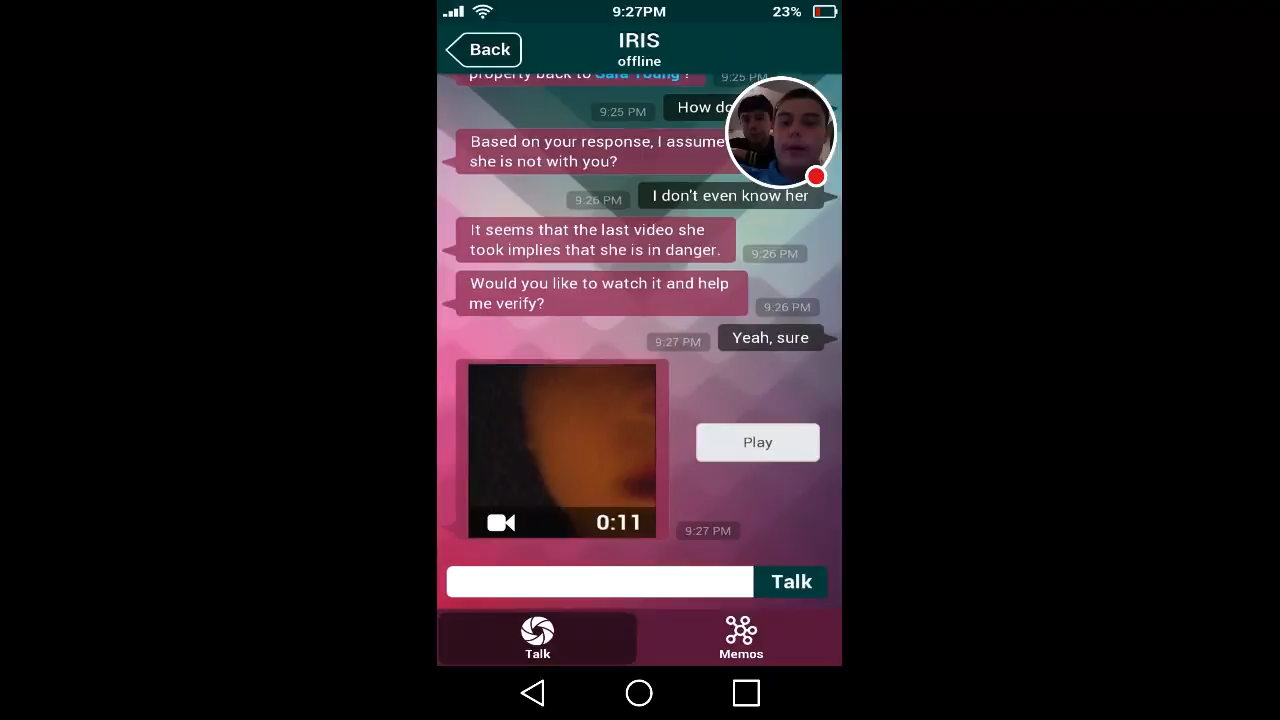 9:27PM
23%
Back
IRIS
offline
property back to Sara Young ?
9:25 PM
How do
9:25 PM
Based on your response, I assume
she is not with you?
I don't even know her
9:26 PM
It seems that the last video she
took implies that she is in danger.
9:26 PM
Would you like to watch it and help
me verify?
9:26 PM
Yeah, sure
9:27 PM
Play
0:11
9:27 PM
Talk
Talk
Memos